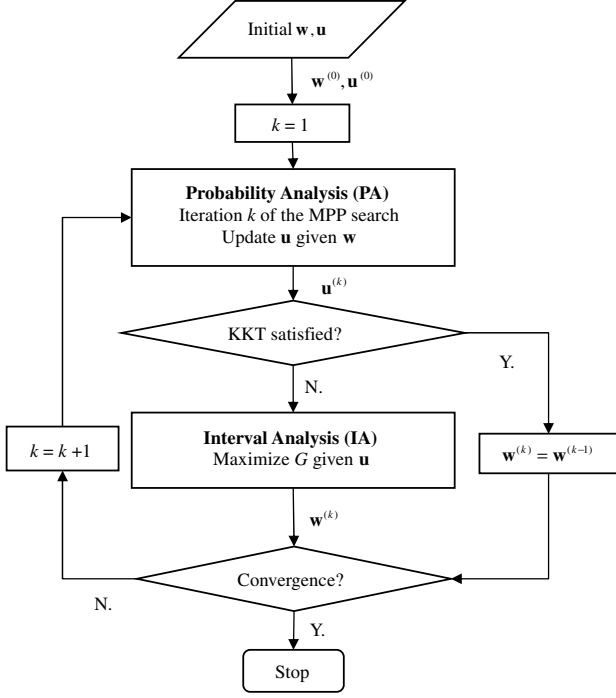 Initial w, u
w^(0), u^(0)
k = 1
Probability Analysis (PA)
Iteration k of the MPP search
Update u given w
u^(k)
KKT satisfied?
Y.
N.
Interval Analysis (IA)
Maximize G given u
k = k +1
w^(k) = w^(k−1)
w^(k)
Convergence?
N.
Y.
Stop